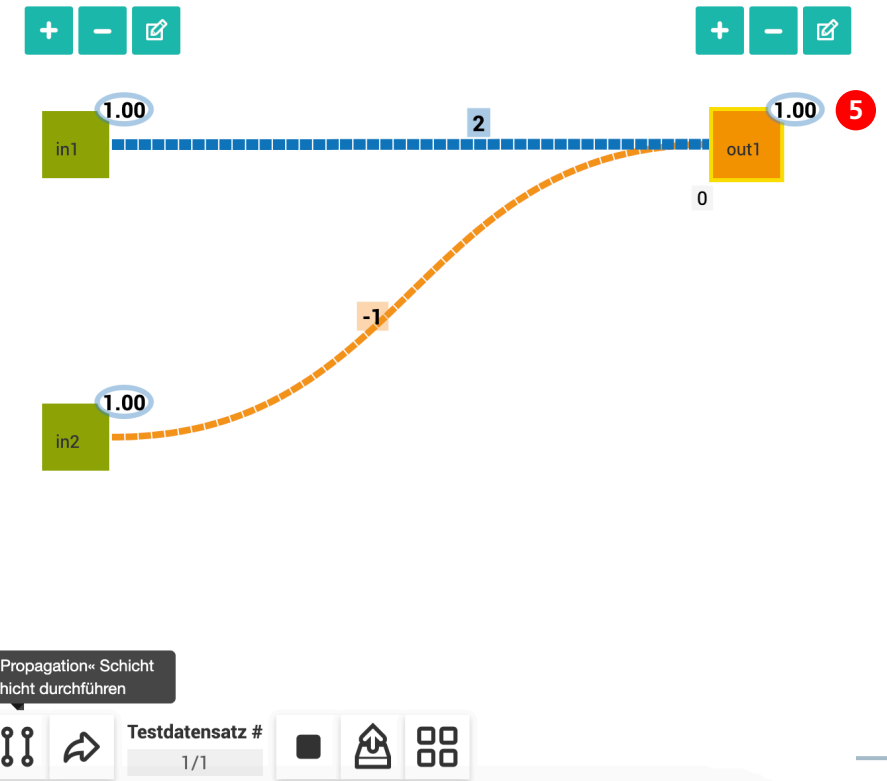 1.00
2
1.00
5
in1
out1
0
-1
1.00
in2
Propagation« Schicht
hicht durchführen
Testdatensatz #
1/1